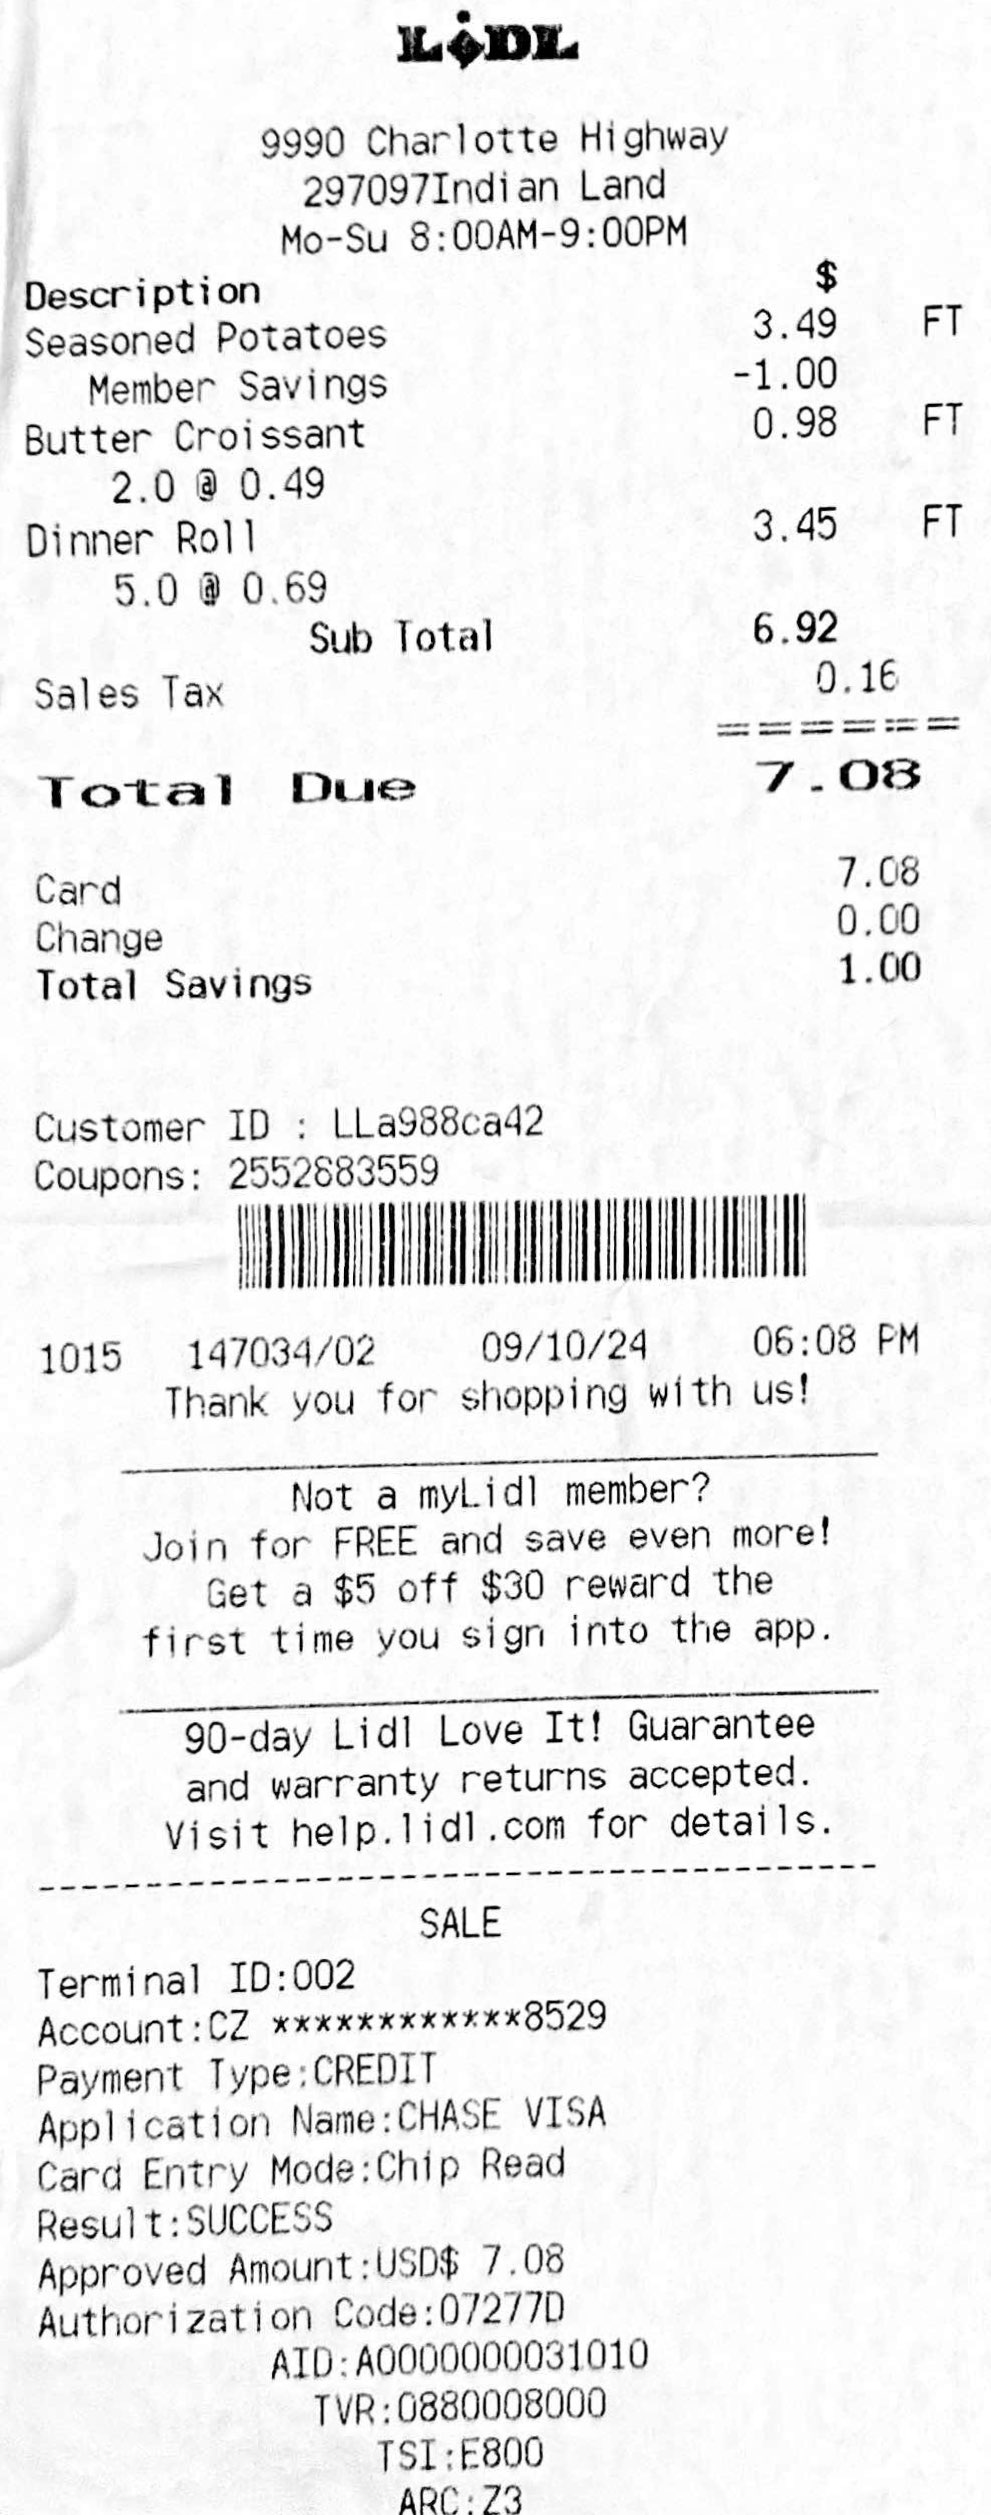 LiDL
9990 Charlotte Highway
297097Indian Land
Mo-Su 8:00AM-9:00PM
Description $
Seasoned Potatoes 3.49 FT
Member Savings -1.00
Butter Croissant 0.98 FT
2.0 @ 0.49
Dinner Roll 3.45 FT
5.0 @ 0.69
Sub Total 6.92
Sales Tax 0.16
======
Total Due 7.08
Card 7.08
Change 0.00
Total Savings 1.00
Customer ID : LLa988ca42
Coupons: 2552683559
1015 147034/02 09/10/24 06:08 PM
Thank you for shopping with us!
Not a myLidl member?
Join for FREE and save even more!
Get a $5 off $30 reward the
first time you sign into the app.
90-day Lidl Love It! Guarantee
and warranty returns accepted.
Visit help.lidl.com for details.
----------------------------------------
SALE
Terminal ID:002
Account:CZ ************8529
Payment Type:CREDIT
Application Name:CHASE VISA
Card Entry Mode:Chip Read
Result:SUCCESS
Approved Amount:USD$ 7.08
Authorization Code:07277D
AID:A0000000031010
TVR:0880008000
TSI:E800
ARC:Z3